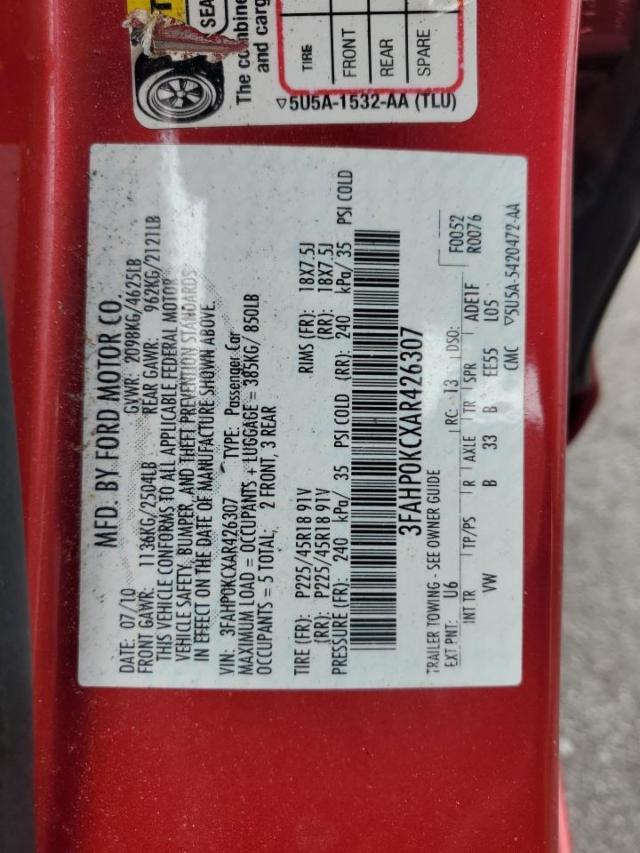 SEA
The combine
and carg
TIRE
FRONT
REAR
SPARE
▽5U5A-1532-AA (TLU)
MFD. BY FORD MOTOR CO.
DATE: 07/10 GVWR: 2098KG/4625LB
FRONT GAWR: 1136KG/2504LB REAR GAWR: 962KG/2121LB
THIS VEHICLE CONFORMS TO ALL APPLICABLE FEDERAL MOTOR
VEHICLE SAFETY, BUMPER, AND THEFT PREVENTION STANDARDS
IN EFFECT ON THE DATE OF MANUFACTURE SHOWN ABOVE.
VIN: 3FAHP0KCXAR426307 TYPE: Passenger Car
MAXIMUM LOAD = OCCUPANTS + LUGGAGE = 385KG/ 850LB
OCCUPANTS = 5 TOTAL; 2 FRONT, 3 REAR
TIRE (FR): P225/45R18 91V RIMS (FR): 18X7.5J
(RR): P225/45R18 91V (RR): 18X7.5J
PRESSURE (FR): 240 kPa/ 35 PSI COLD (RR): 240 kPa/ 35 PSI COLD
3FAHP0KCXAR426307
TRAILER TOWING - SEE OWNER GUIDE F0052
EXT PNT: U6 RC: 13 DSO: R0076
INT TR TP/PS R AXLE TR SPR ADE1F
VW B 33 B EE55 L05
CMC ▽5U5A-5420472-AA